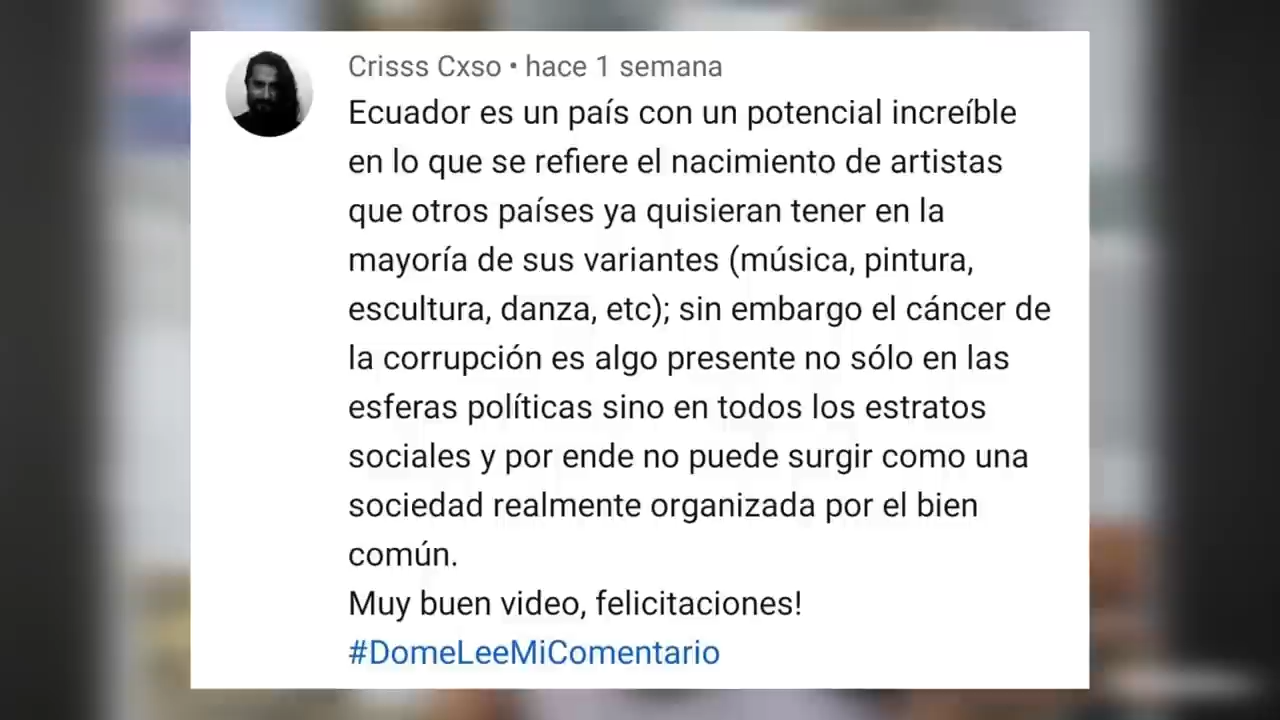 Crisss Cxso • hace 1 semana
Ecuador es un país con un potencial increíble
en lo que se refiere el nacimiento de artistas
que otros países ya quisieran tener en la
mayoría de sus variantes (música, pintura,
escultura, danza, etc); sin embargo el cáncer de
la corrupción es algo presente no sólo en las
esferas políticas sino en todos los estratos
sociales y por ende no puede surgir como una
sociedad realmente organizada por el bien
común.
Muy buen video, felicitaciones!
#DomeLeeMiComentario